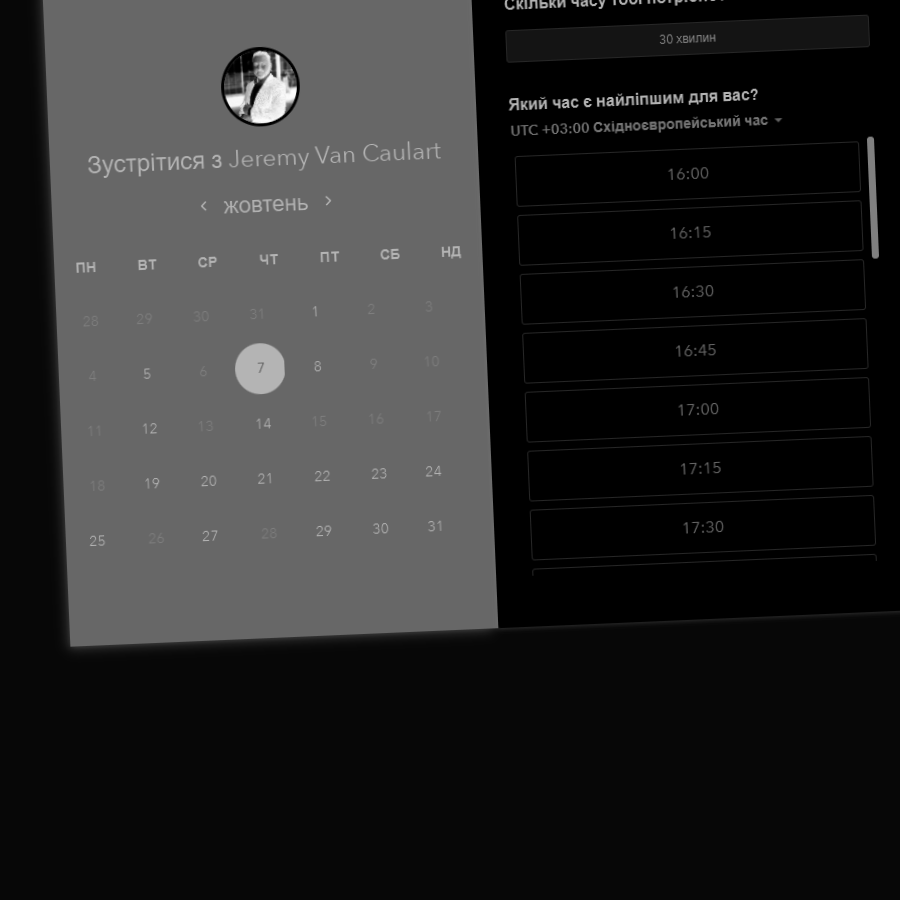 Зустрітися з Jeremy Van Caulart
‹ жовтень ›
ПН ВТ СР ЧТ ПТ СБ НД
28 29 30 31 1 2 3
4 5 6 7 8 9 10
11 12 13 14 15 16 17
18 19 20 21 22 23 24
25 26 27 28 29 30 31
Скільки часу тобі
30 хвилин
Який час є найліпшим для вас?
UTC +03:00 Східноєвропейський час
16:00
16:15
16:30
16:45
17:00
17:15
17:30